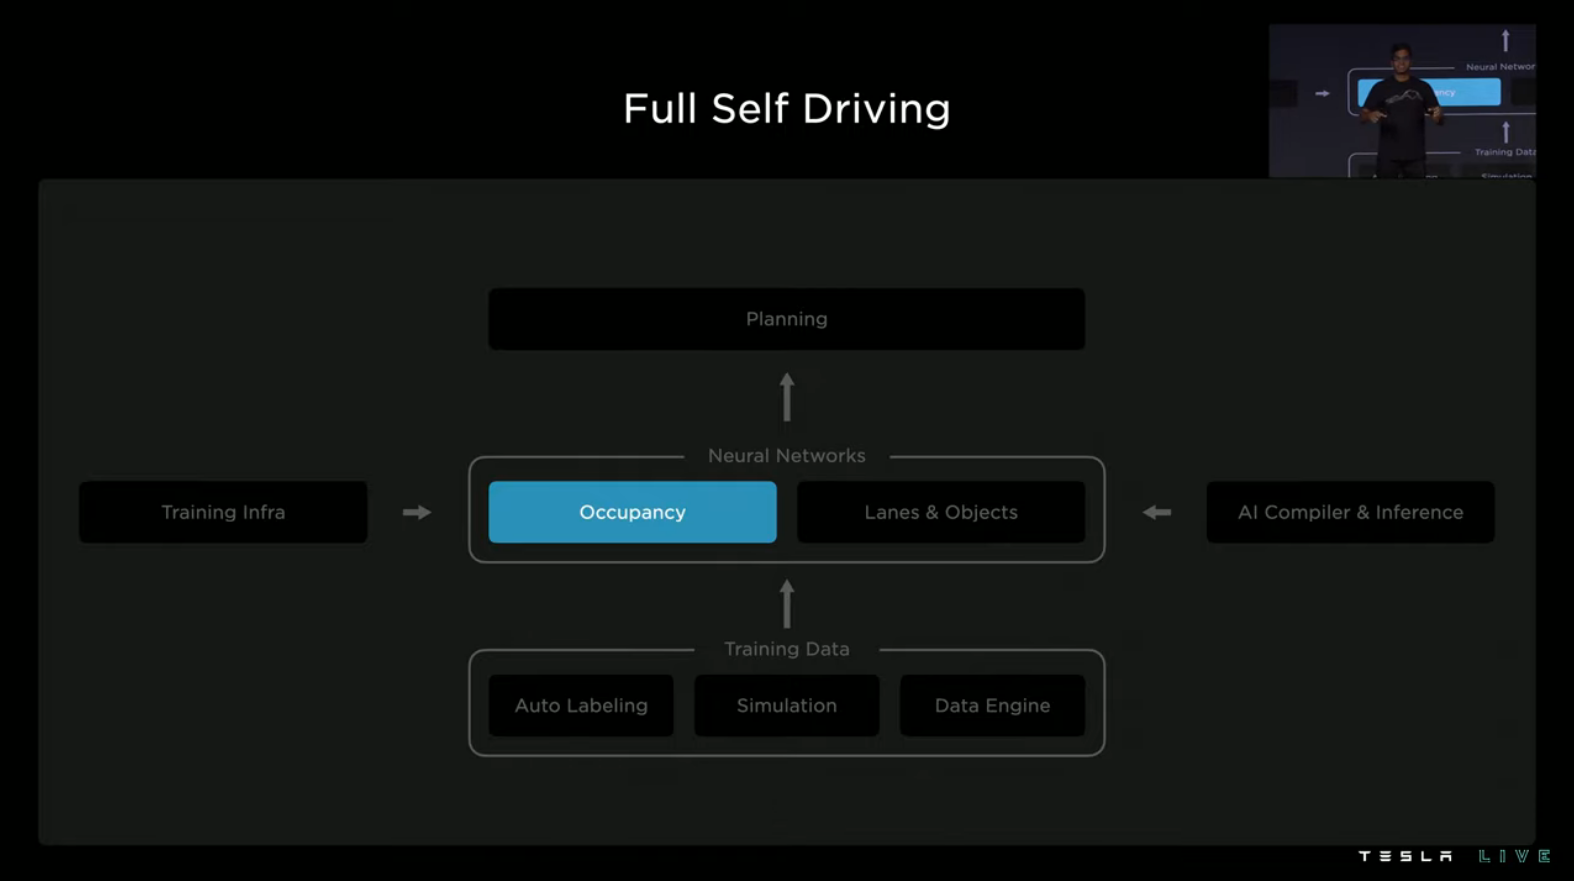 Full Self Driving
Neural Networ
ncy
Training Data
Simulation
Planning
Neural Networks
Training Infra
Occupancy
Lanes & Objects
AI Compiler & Inference
Training Data
Auto Labeling
Simulation
Data Engine
TESLA LIVE